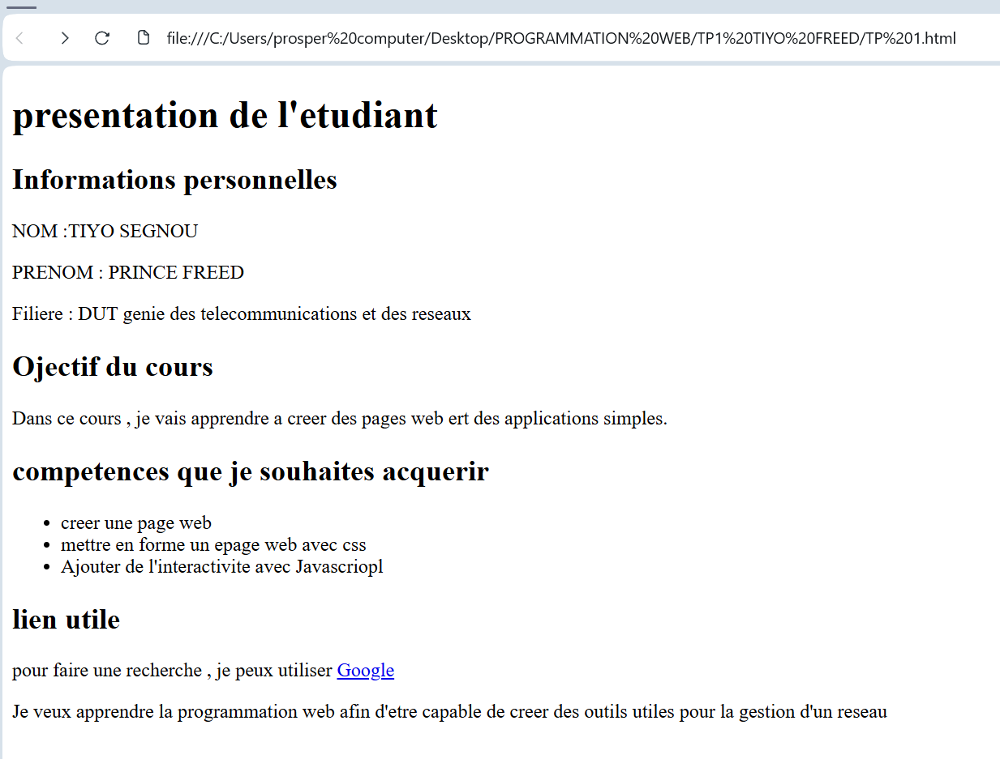 file:///C:/Users/prosper%20computer/Desktop/PROGRAMMATION%20WEB/TP1%20TIYO%20FREED/TP%201.html
presentation de l'etudiant
Informations personnelles
NOM :TIYO SEGNOU
PRENOM : PRINCE FREED
Filiere : DUT genie des telecommunications et des reseaux
Ojectif du cours
Dans ce cours , je vais apprendre a creer des pages web ert des applications simples.
competences que je souhaites acquerir
• creer une page web
• mettre en forme un epage web avec css
• Ajouter de l'interactivite avec Javascriopl
lien utile
pour faire une recherche , je peux utiliser Google
Je veux apprendre la programmation web afin d'etre capable de creer des outils utiles pour la gestion d'un reseau